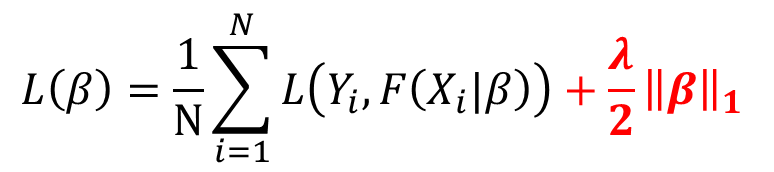 L(β) = 1/N ∑_{i=1}^{N} L(Y_i, F(X_i|β)) + λ/2 ‖β‖_1